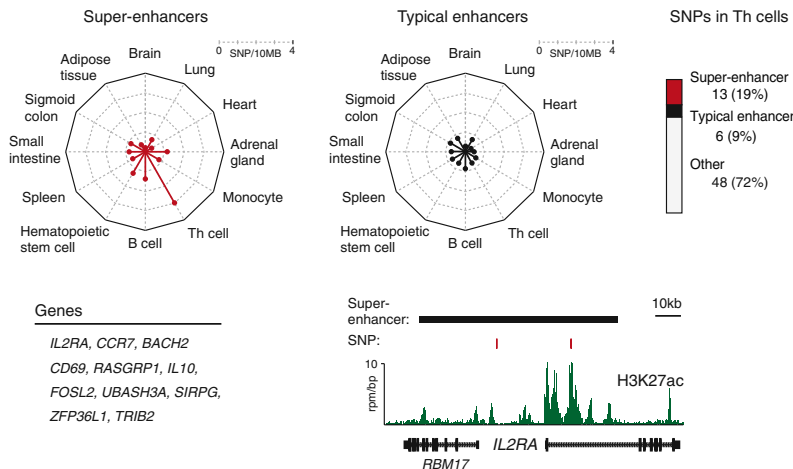 Super-enhancers
0
4
SNP/10MB
Brain
Lung
Heart
Adrenal
gland
Monocyte
Th cell
B cell
Hematopoietic
stem cell
Spleen
Small
intestine
Sigmoid
colon
Adipose
tissue
Typical enhancers
0
4
SNP/10MB
Brain
Lung
Heart
Adrenal
gland
Monocyte
Th cell
B cell
Hematopoietic
stem cell
Spleen
Small
intestine
Sigmoid
colon
Adipose
tissue
SNPs in Th cells
Super-enhancer
13 (19%)
Typical enhancer
6 (9%)
Other
48 (72%)
Genes
IL2RA, CCR7, BACH2
CD69, RASGRP1, IL10,
FOSL2, UBASH3A, SIRPG,
ZFP36L1, TRIB2
Super-
enhancer:
10kb
SNP:
10
rpm/bp
H3K27ac
IL2RA
RBM17